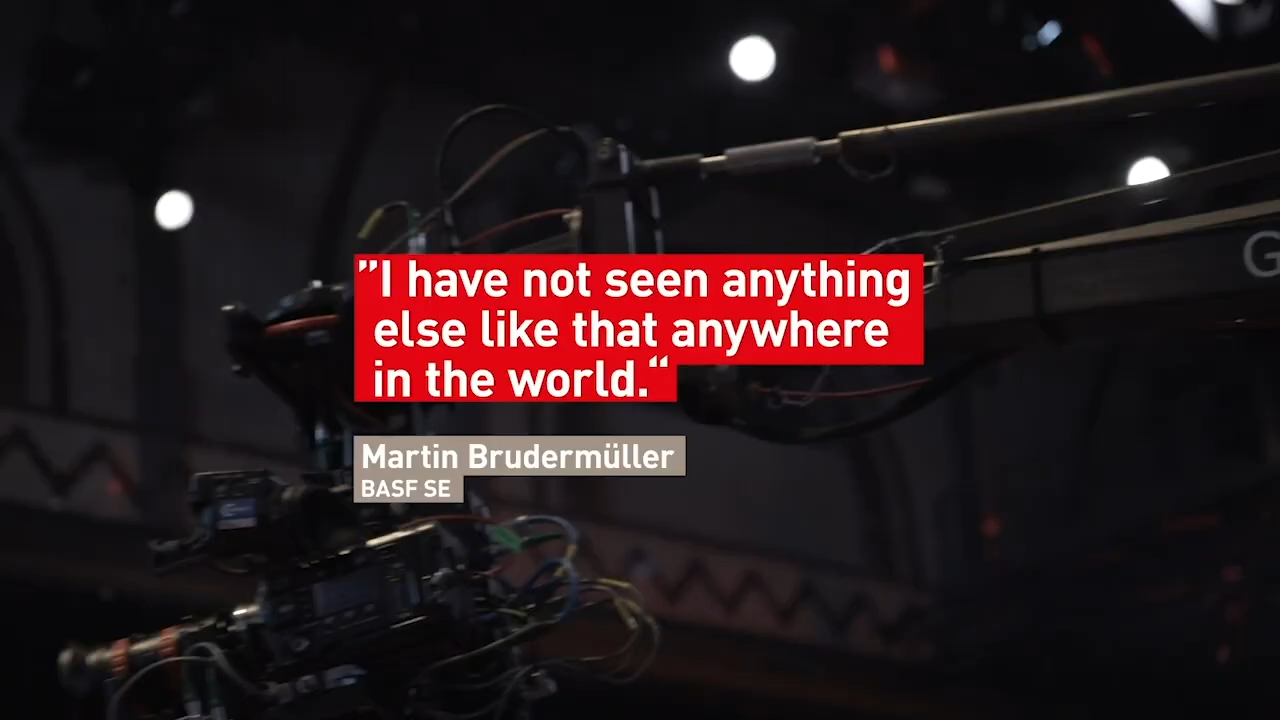 ”I have not seen anything
else like that anywhere
in the world.“
Martin Brudermüller
BASF SE
G